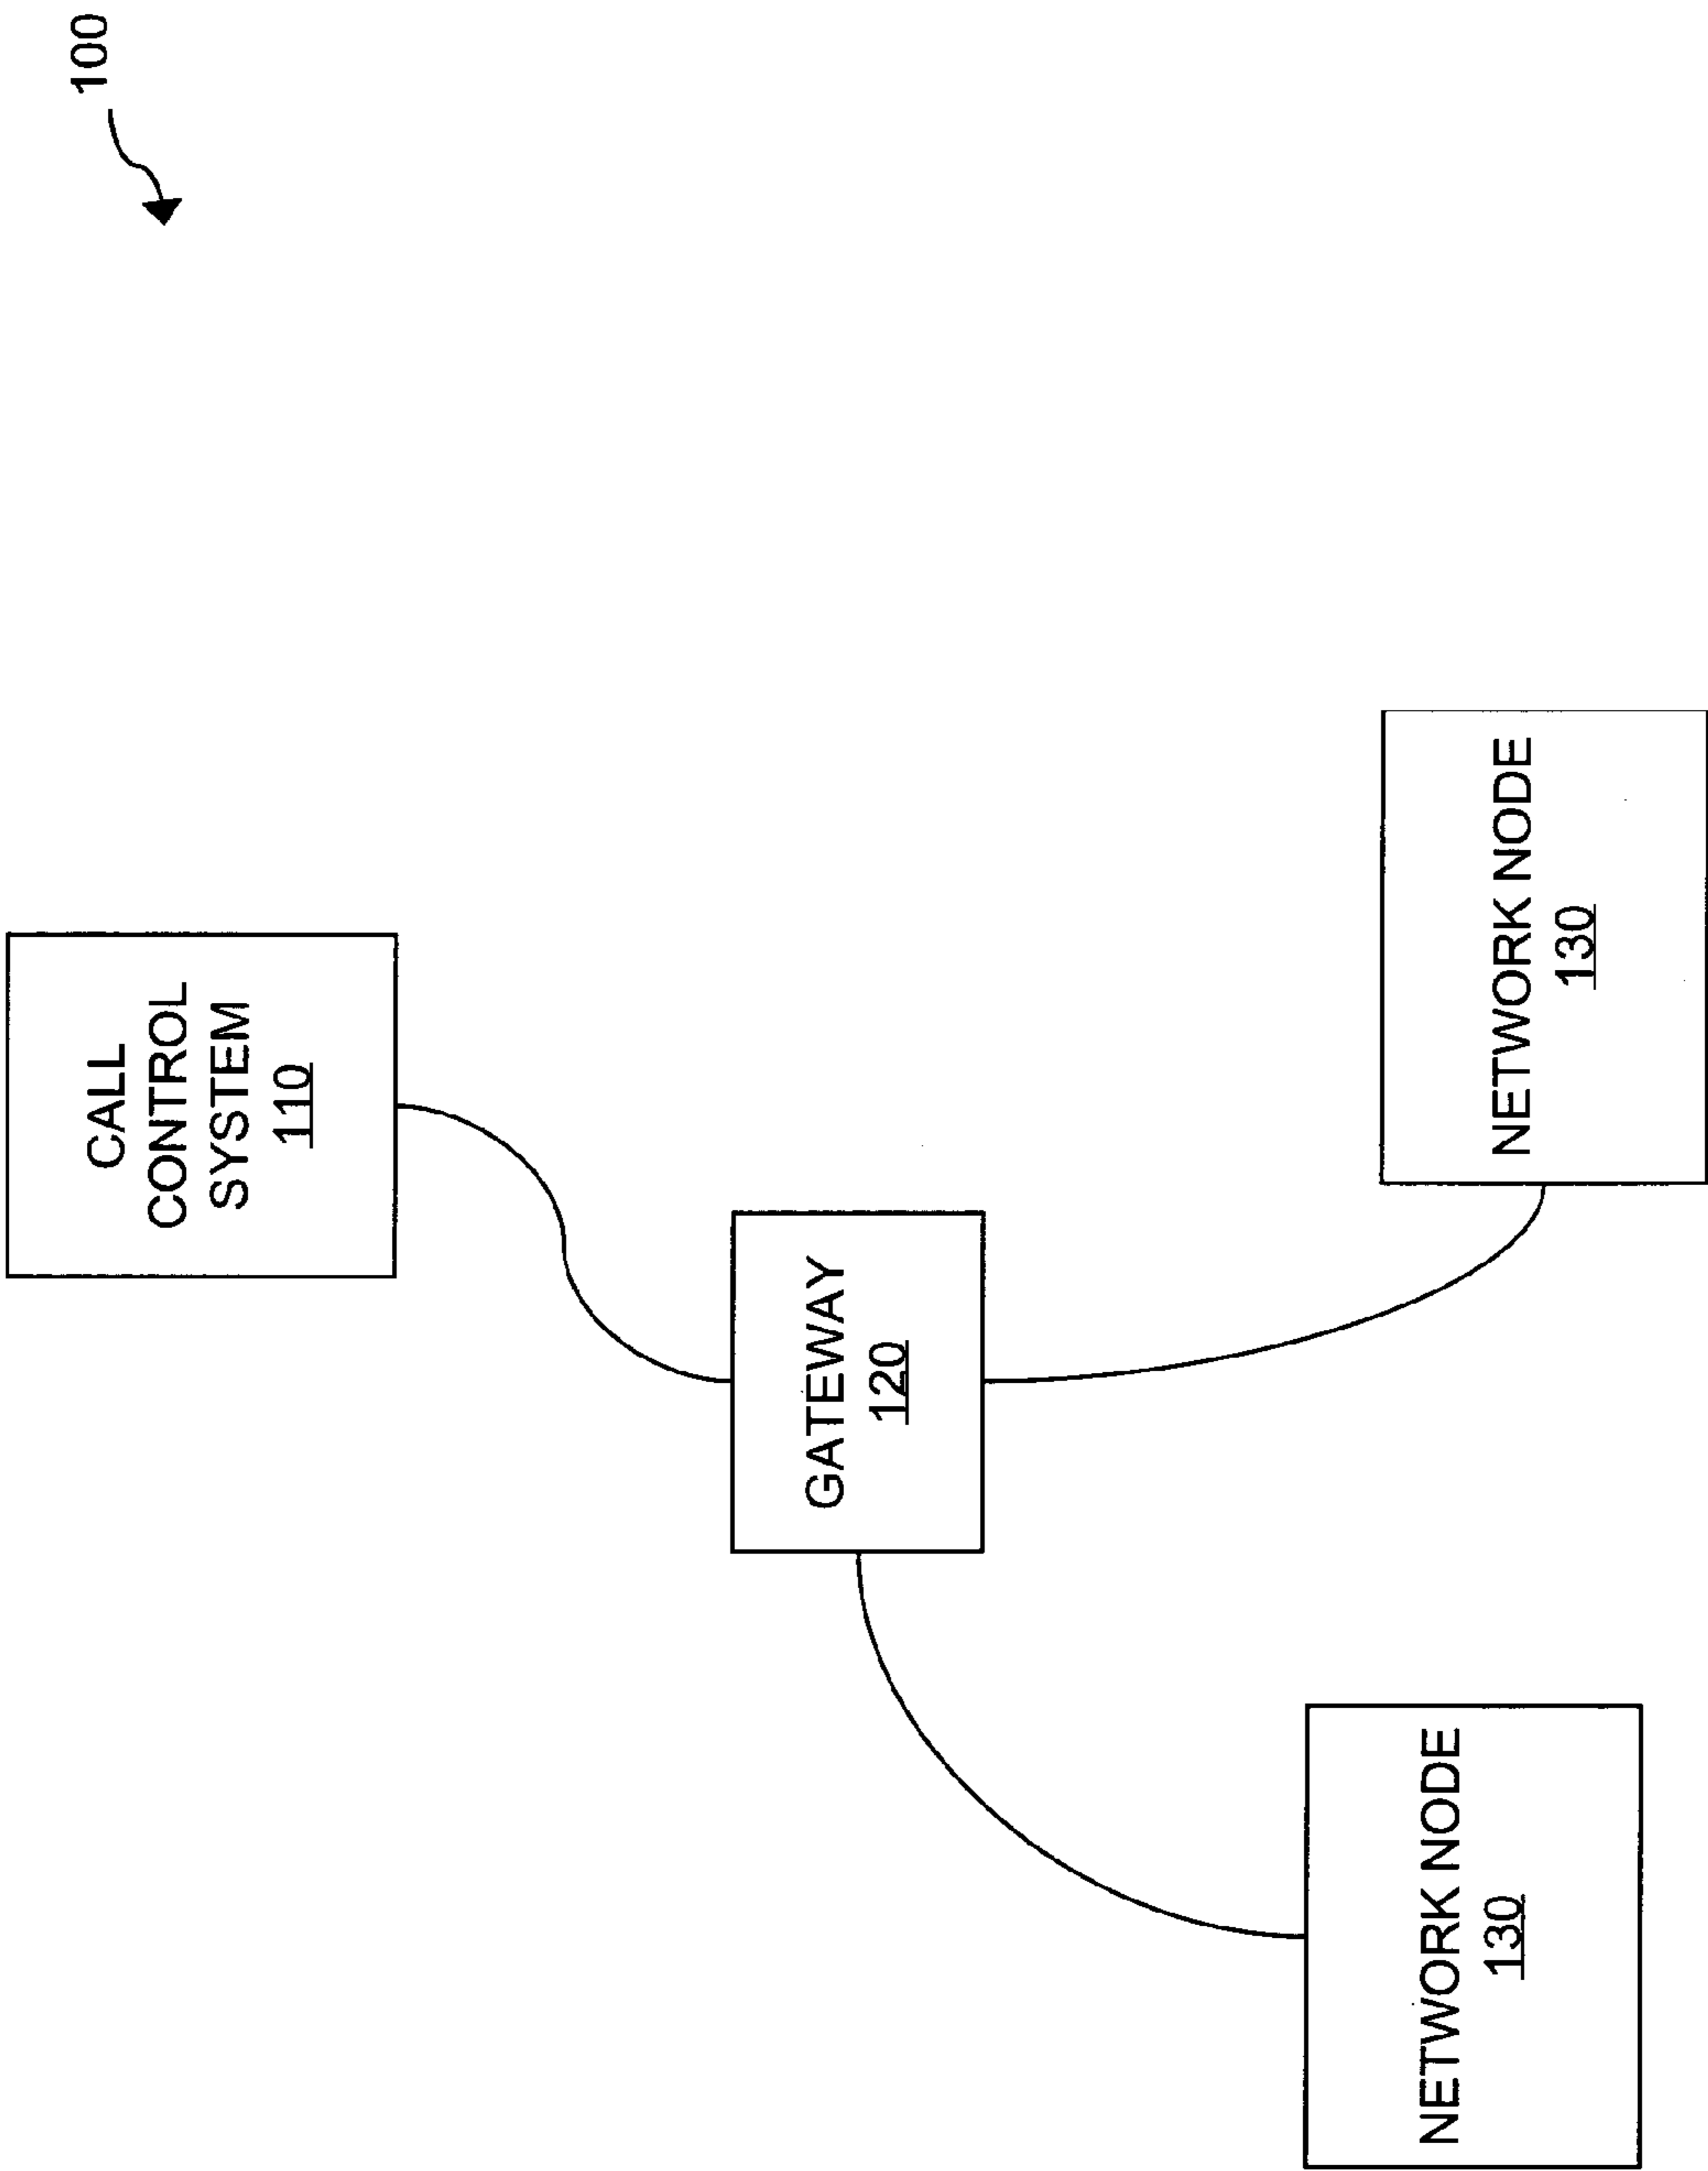 100
CALL
CONTROL
SYSTEM
110
GATEWAY
120
NETWORK NODE
130
NETWORK NODE
130